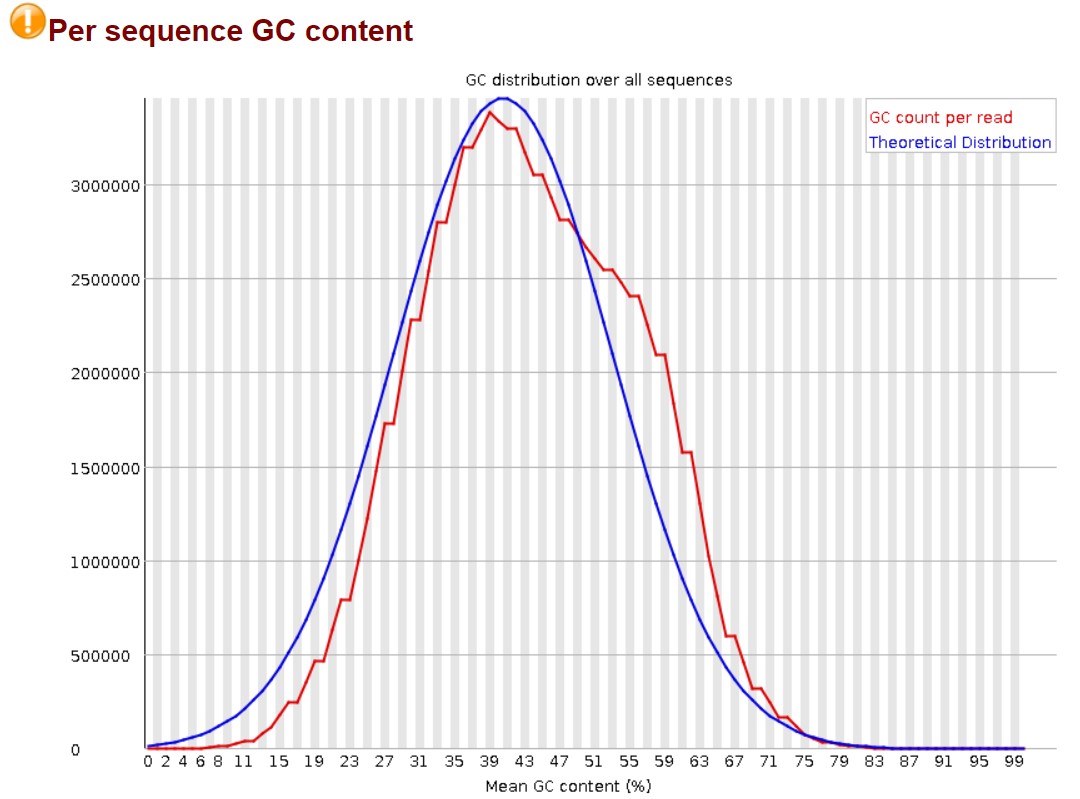 Per sequence GC content
GC distribution over all sequences
GC count per read
Theoretical Distribution
3000000
2500000
2000000
1500000
1000000
500000
0
0 2 4 6 8 11 15 19 23 27 31 35 39 43 47 51 55 59 63 67 71 75 79 83 87 91 95 99
Mean GC content (%)